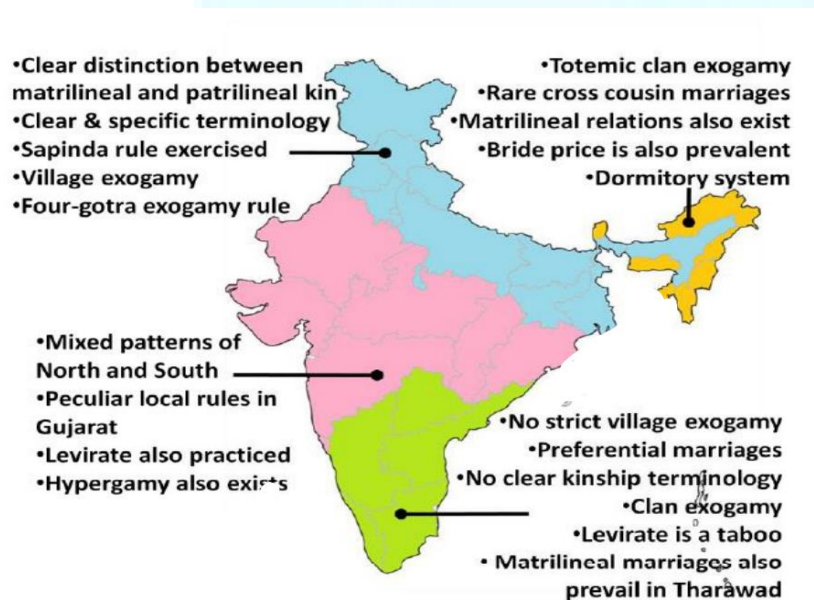 •Clear distinction between
matrilineal and patrilineal kin
•Clear & specific terminology
•Sapinda rule exercised
•Village exogamy
•Four-gotra exogamy rule
•Totemic clan exogamy
•Rare cross cousin marriages
•Matrilineal relations also exist
•Bride price is also prevalent
•Dormitory system
•Mixed patterns of
North and South
•Peculiar local rules in
Gujarat
•Levirate also practiced
•Hypergamy also exists
•No strict village exogamy
•Preferential marriages
•No clear kinship terminology
•Clan exogamy
•Levirate is a taboo
• Matrilineal marriages also
prevail in Tharawad